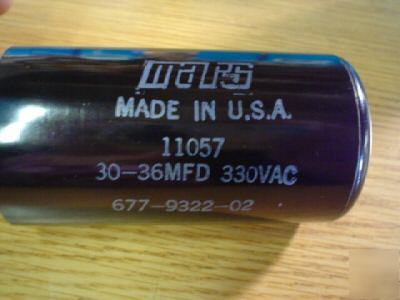 mars
MADE IN U.S.A.
11057
30-36MFD 330VAC
677-9322-02